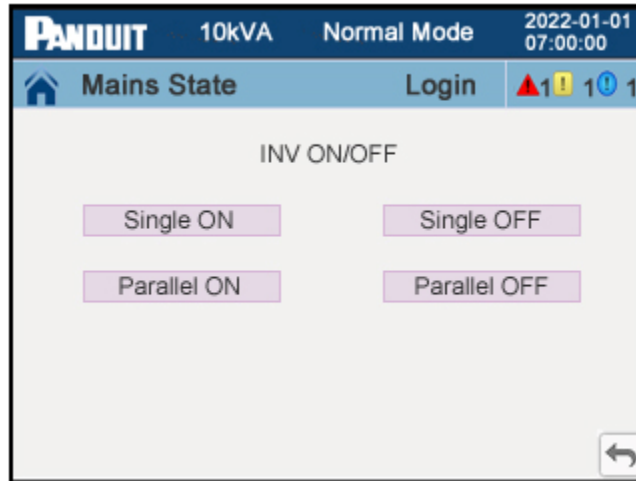 PANDUIT 10kVA Normal Mode 2022-01-01
07:00:00
Mains State Login 1 ! 1 ! 1
INV ON/OFF
Single ON Single OFF
Parallel ON Parallel OFF